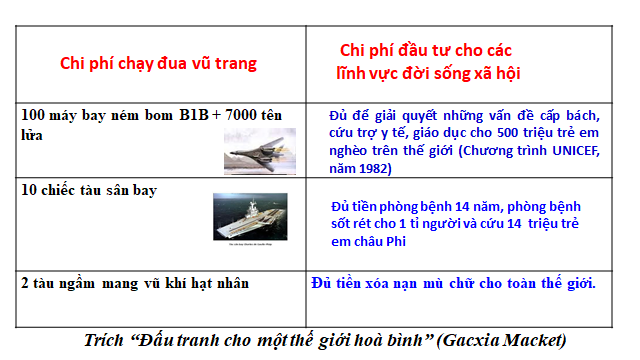 Chi phí chạy đua vũ trang
Chi phí đầu tư cho các
lĩnh vực đời sống xã hội
100 máy bay ném bom B1B + 7000 tên
lửa
Đủ để giải quyết những vấn đề cấp bách,
cứu trợ y tế, giáo dục cho 500 triệu trẻ em
nghèo trên thế giới (Chương trình UNICEF,
năm 1982)
10 chiếc tàu sân bay
Đủ tiền phòng bệnh 14 năm, phòng bệnh
sốt rét cho 1 tỉ người và cứu 14 triệu trẻ
em châu Phi
2 tàu ngầm mang vũ khí hạt nhân
Đủ tiền xóa nạn mù chữ cho toàn thế giới.
Trích “Đấu tranh cho một thế giới hoà bình” (Gacxia Macket)